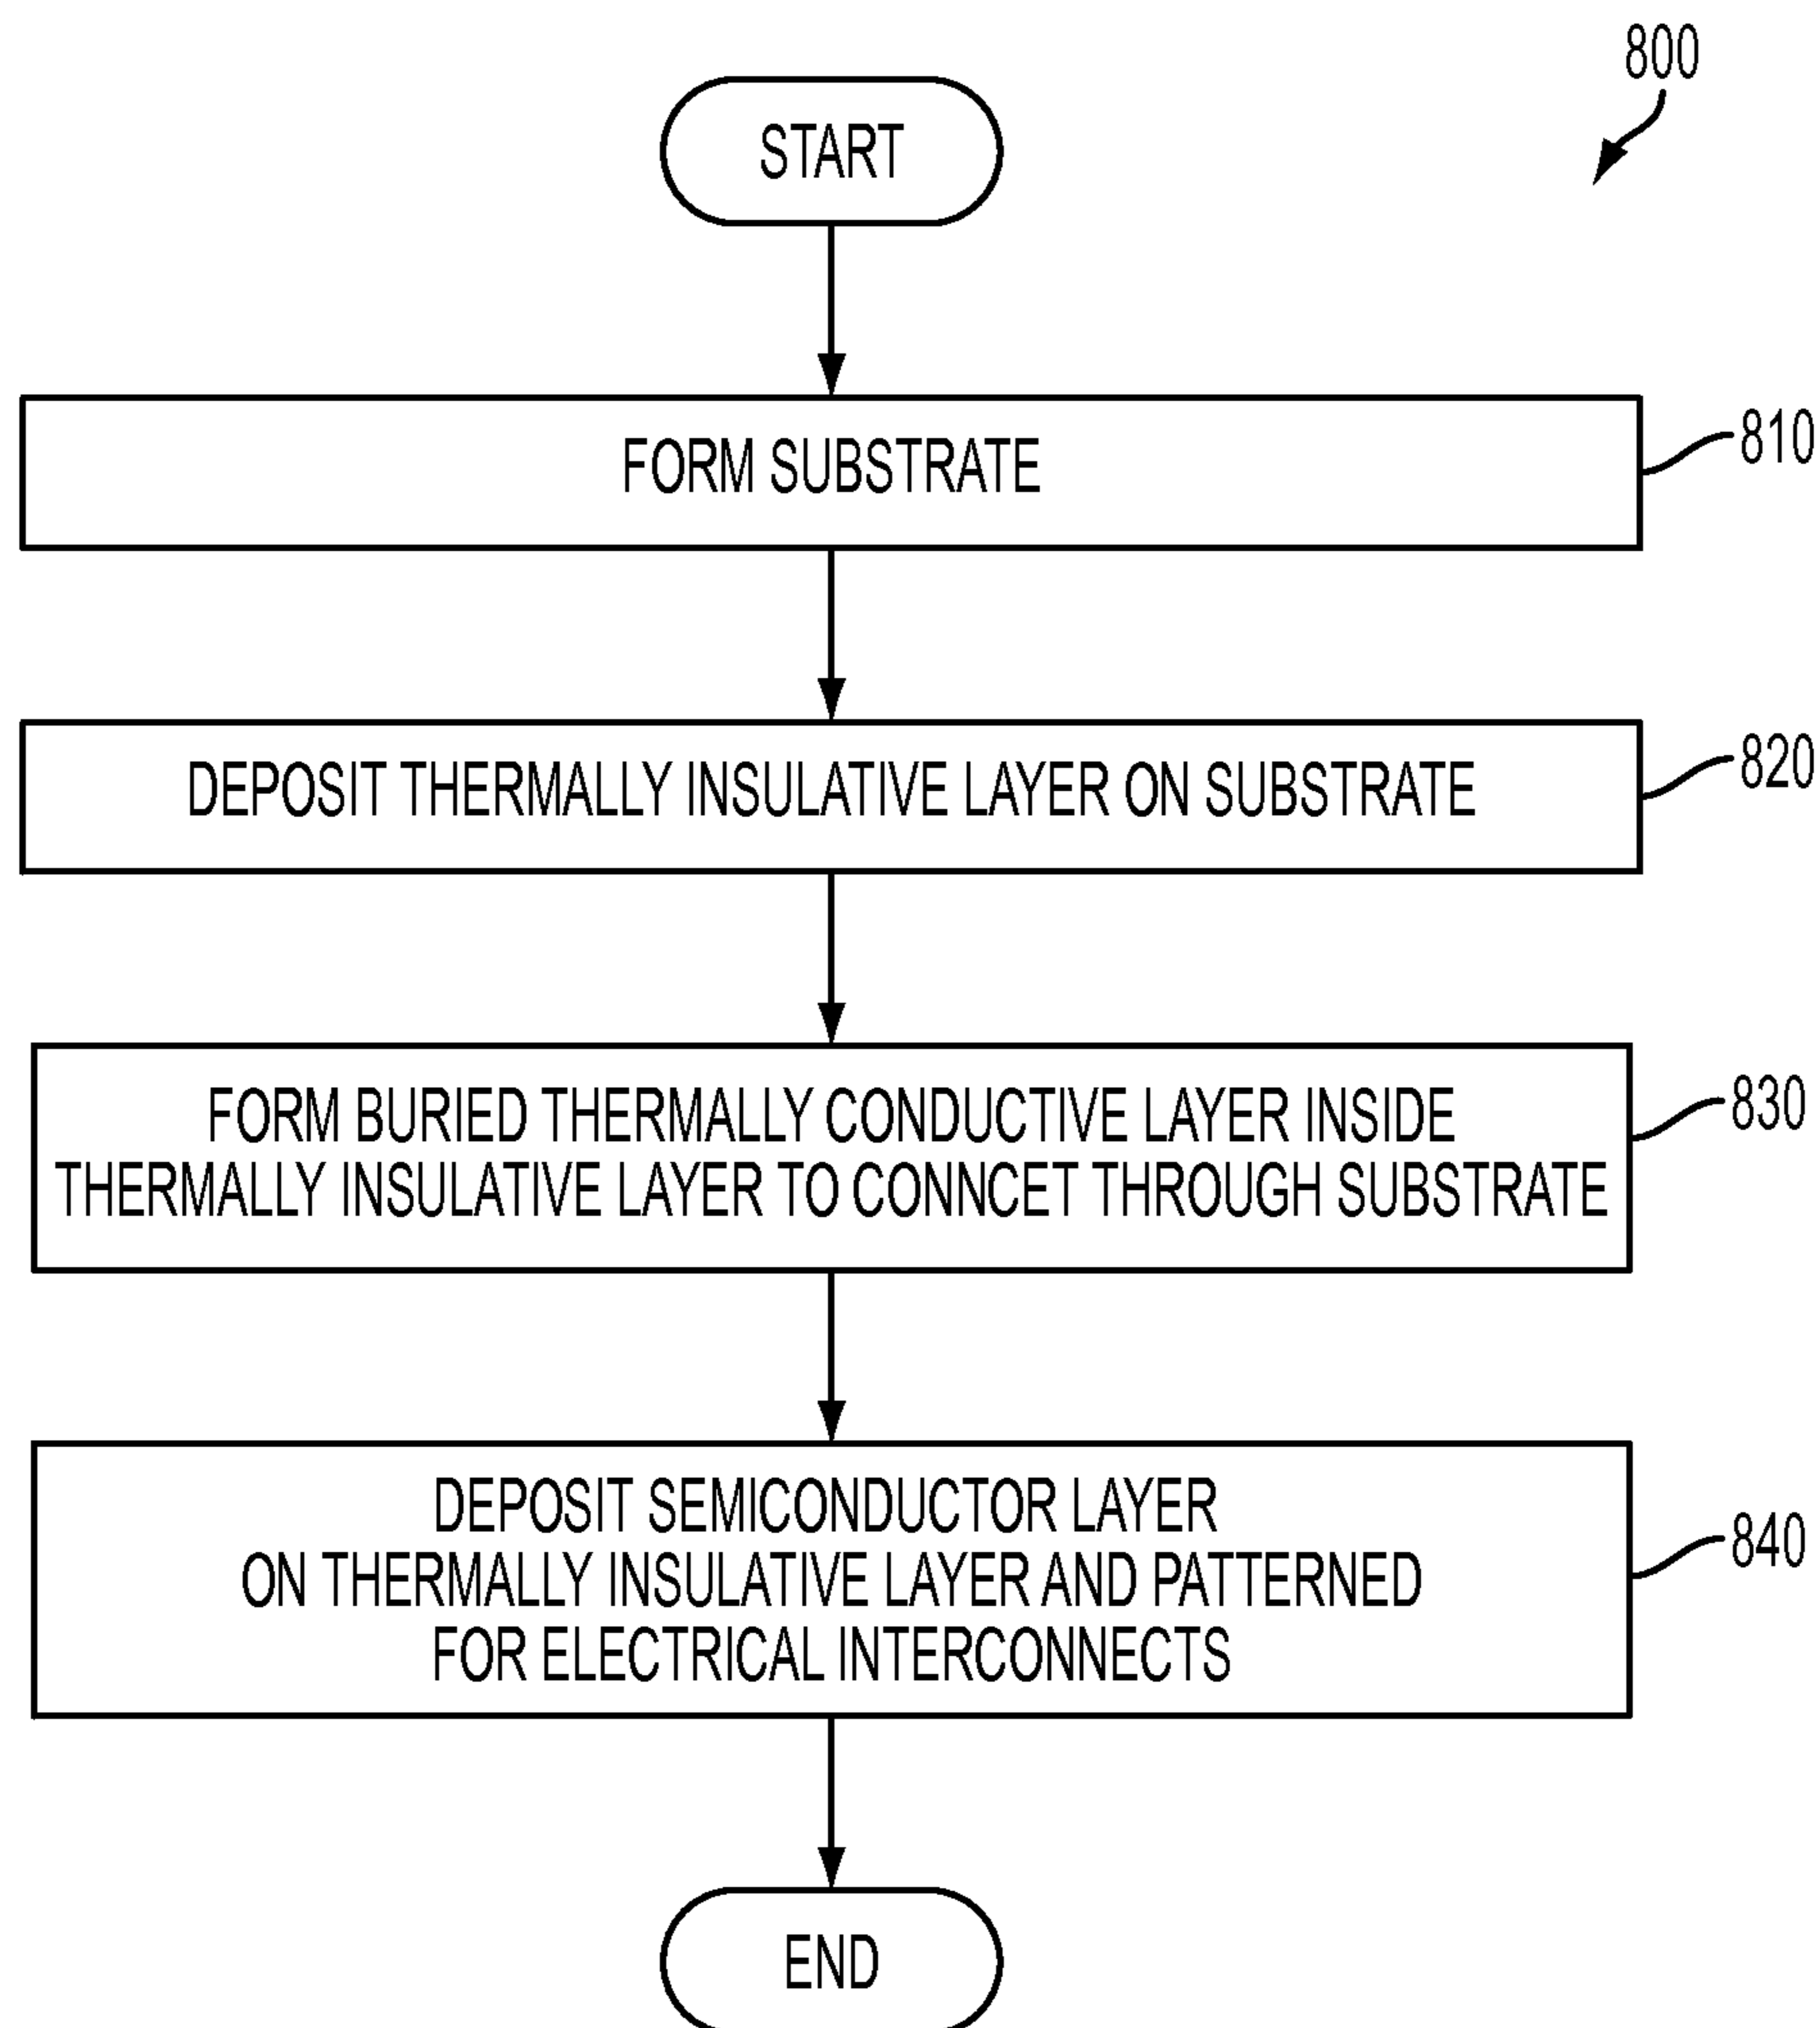 800
START
FORM SUBSTRATE
810
DEPOSIT THERMALLY INSULATIVE LAYER ON SUBSTRATE
820
FORM BURIED THERMALLY CONDUCTIVE LAYER INSIDE
THERMALLY INSULATIVE LAYER TO CONNCET THROUGH SUBSTRATE
830
DEPOSIT SEMICONDUCTOR LAYER
ON THERMALLY INSULATIVE LAYER AND PATTERNED
FOR ELECTRICAL INTERCONNECTS
840
END